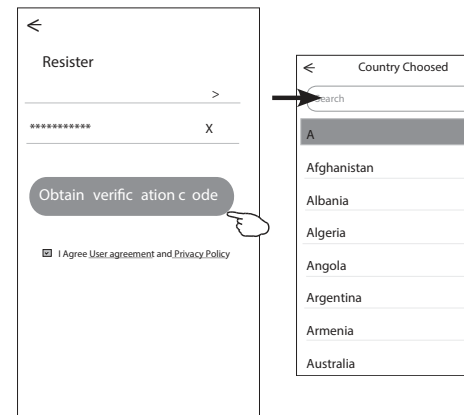 Resister
>
*********** X
Obtain verific ation c ode
I Agree User agreement and Privacy Policy
Country Choosed
Search
A
Afghanistan
Albania
Algeria
Angola
Argentina
Armenia
Australia